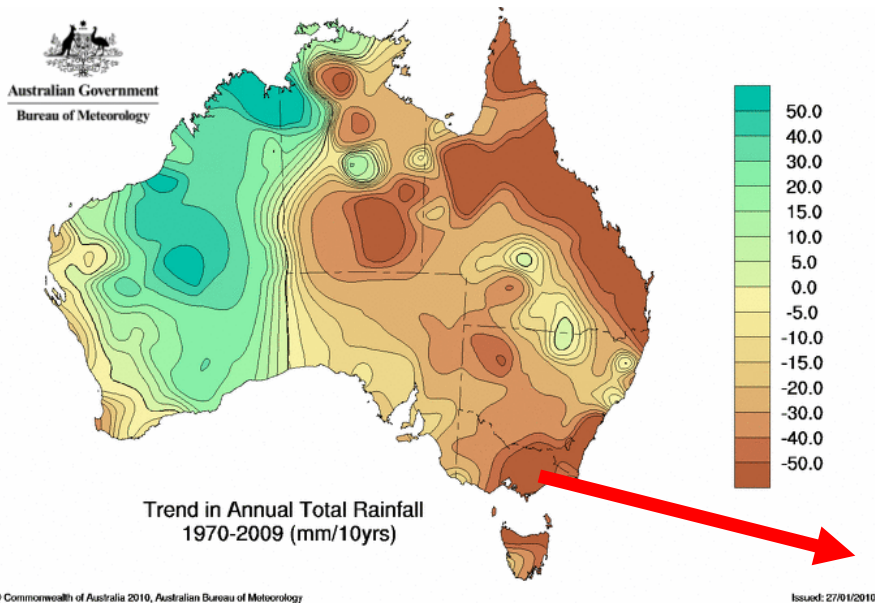 Australian Government
Bureau of Meteorology
50.0
40.0
30.0
20.0
15.0
10.0
5.0
0.0
-5.0
-10.0
-15.0
-20.0
-30.0
-40.0
-50.0
Trend in Annual Total Rainfall
1970-2009 (mm/10yrs)
© Commonwealth of Australia 2010, Australian Bureau of Meteorology
Issued: 27/01/2010